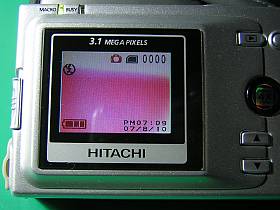 MACRO BUSY
3.1 MEGA PIXELS
0000
PM07:09
07/8/10
HITACHI